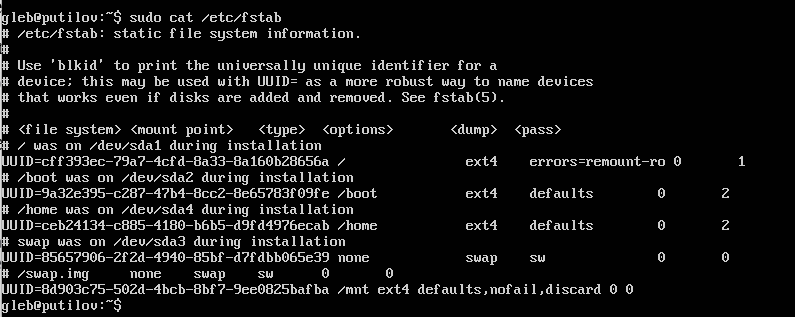 gleb@putilov:~$ sudo cat /etc/fstab
# /etc/fstab: static file system information.
#
# Use 'blkid' to print the universally unique identifier for a
# device; this may be used with UUID= as a more robust way to name devices
# that works even if disks are added and removed. See fstab(5).
#
# <file system> <mount point>   <type>  <options>       <dump>  <pass>
# / was on /dev/sda1 during installation
UUID=cff393ec-79a7-4cfd-8a33-8a160b28656a /               ext4    errors=remount-ro 0       1
# /boot was on /dev/sda2 during installation
UUID=9a32e395-c287-47b4-8cc2-8e65783f09fe /boot           ext4    defaults        0       2
# /home was on /dev/sda4 during installation
UUID=ceb24134-c885-4180-b6b5-d9fd4976ecab /home           ext4    defaults        0       2
# swap was on /dev/sda3 during installation
UUID=85657906-2f2d-4940-85bf-d7fdbb065e39 none            swap    sw              0       0
# /swap.img     none    swap    sw      0       0
UUID=8d903c75-502d-4bcb-8bf7-9ee0825bafba /mnt ext4 defaults,nofail,discard 0 0
gleb@putilov:~$